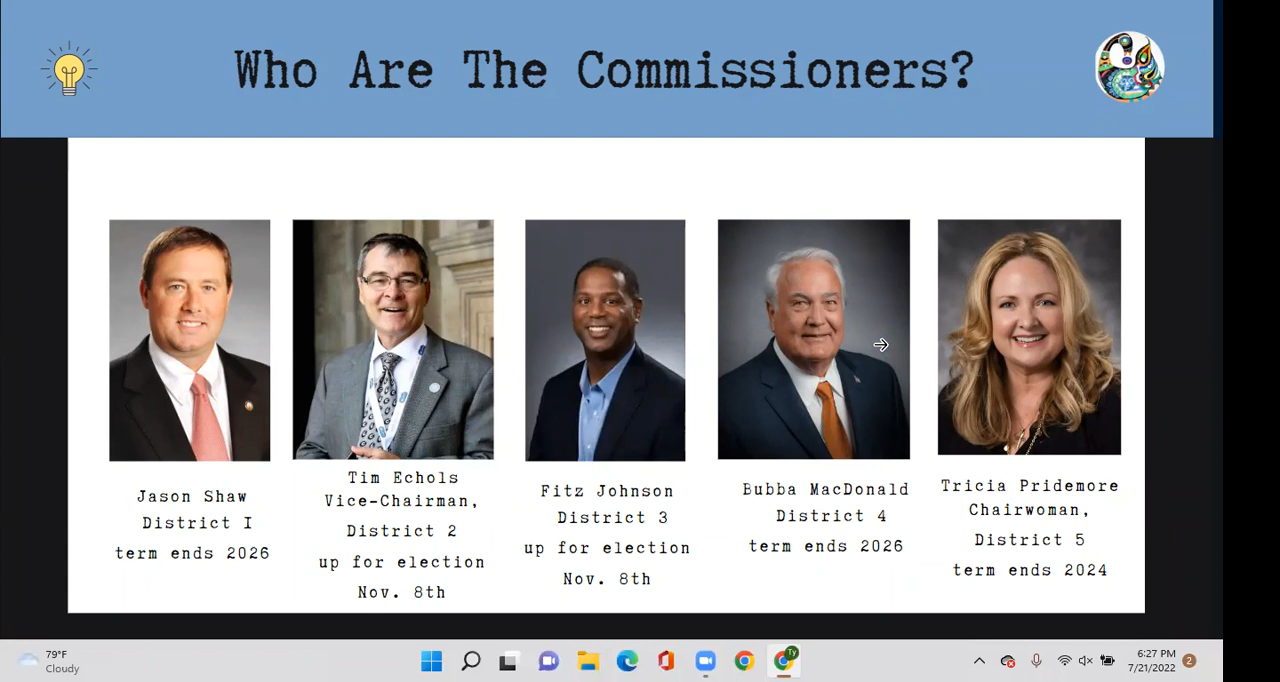 Who Are The Commissioners?
Jason Shaw
District I
term ends 2026
Tim Echols
Vice-Chairman,
District 2
up for election
Nov. 8th
Fitz Johnson
District 3
up for election
Nov. 8th
Bubba MacDonald
District 4
term ends 2026
Tricia Pridemore
Chairwoman,
District 5
term ends 2024
79°F
Cloudy
Ty
6:27 PM
7/21/2022
2